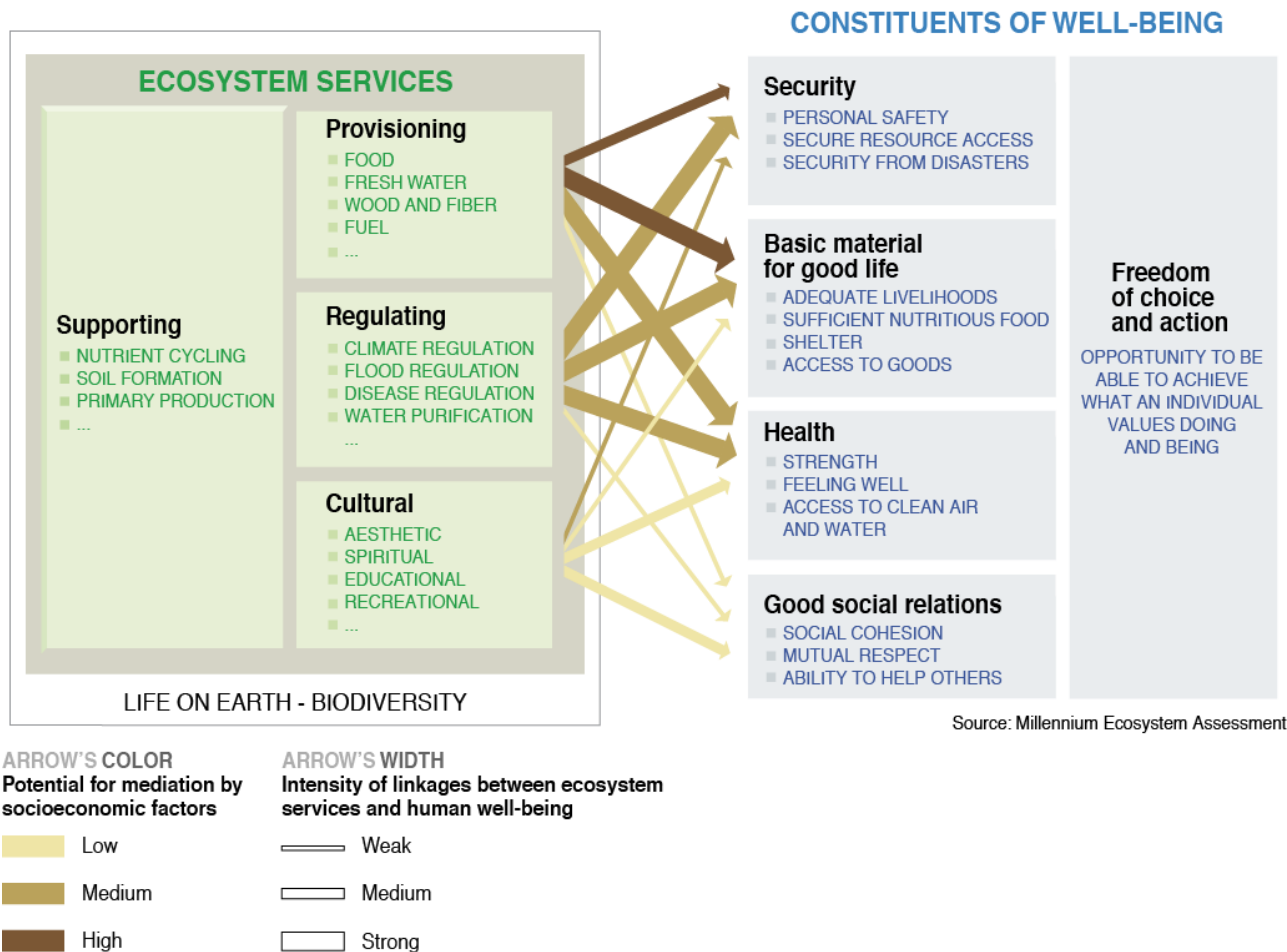 CONSTITUENTS OF WELL-BEING
ECOSYSTEM SERVICES
Supporting
NUTRIENT CYCLING
SOIL FORMATION
PRIMARY PRODUCTION
...
Provisioning
FOOD
FRESH WATER
WOOD AND FIBER
FUEL
...
Regulating
CLIMATE REGULATION
FLOOD REGULATION
DISEASE REGULATION
WATER PURIFICATION
...
Cultural
AESTHETIC
SPIRITUAL
EDUCATIONAL
RECREATIONAL
...
LIFE ON EARTH - BIODIVERSITY
Security
PERSONAL SAFETY
SECURE RESOURCE ACCESS
SECURITY FROM DISASTERS
Basic material
for good life
ADEQUATE LIVELIHOODS
SUFFICIENT NUTRITIOUS FOOD
SHELTER
ACCESS TO GOODS
Health
STRENGTH
FEELING WELL
ACCESS TO CLEAN AIR
AND WATER
Good social relations
SOCIAL COHESION
MUTUAL RESPECT
ABILITY TO HELP OTHERS
Freedom
of choice
and action
OPPORTUNITY TO BE
ABLE TO ACHIEVE
WHAT AN INDIVIDUAL
VALUES DOING
AND BEING
Source: Millennium Ecosystem Assessment
ARROW'S COLOR
Potential for mediation by
socioeconomic factors
Low
Medium
High
ARROW'S WIDTH
Intensity of linkages between ecosystem
services and human well-being
Weak
Medium
Strong